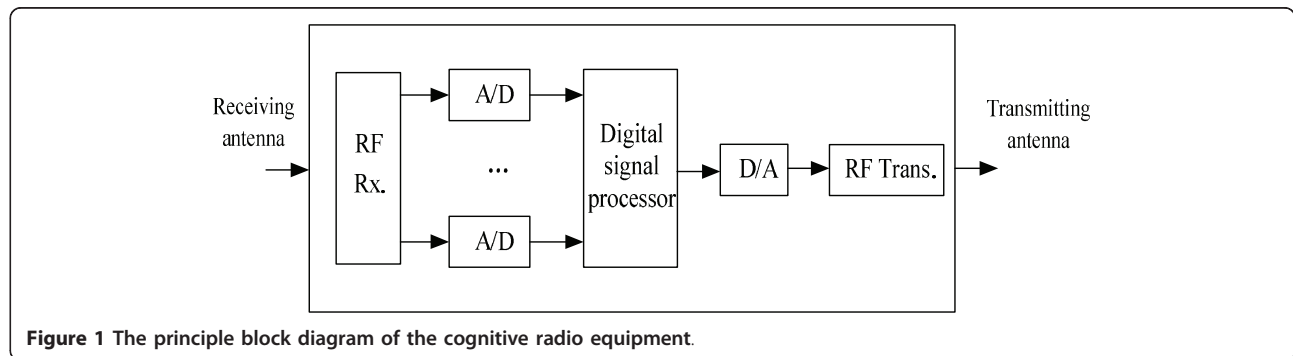 Receiving
antenna
RF
Rx.
A/D
...
A/D
Digital
signal
processor
D/A
RF Trans.
Transmitting
antenna
Figure 1 The principle block diagram of the cognitive radio equipment.